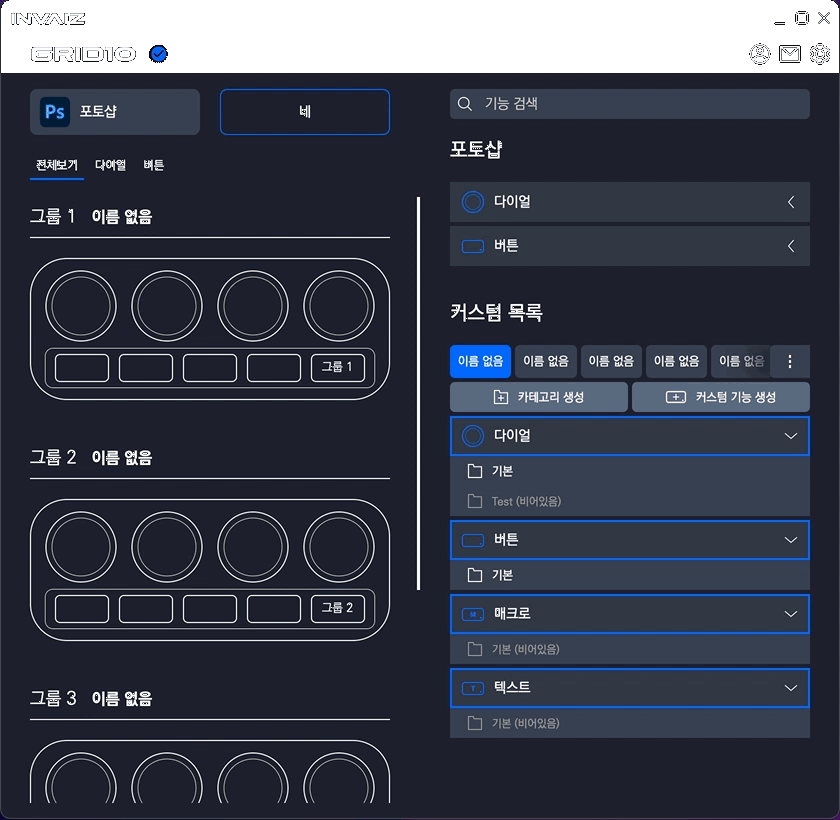 INVAIZ
GRID10
Ps 포토샵
네
전체보기 다이얼 버튼
그룹 1 이름 없음
그룹 1
그룹 2 이름 없음
그룹 2
그룹 3 이름 없음
기능 검색
포토샵
다이얼
버튼
커스텀 목록
이름 없음 이름 없음 이름 없음 이름 없음 이름 없음
카테고리 생성 커스텀 기능 생성
다이얼
기본
Test (비어있음)
버튼
기본
M 매크로
기본 (비어있음)
T 텍스트
기본 (비어있음)